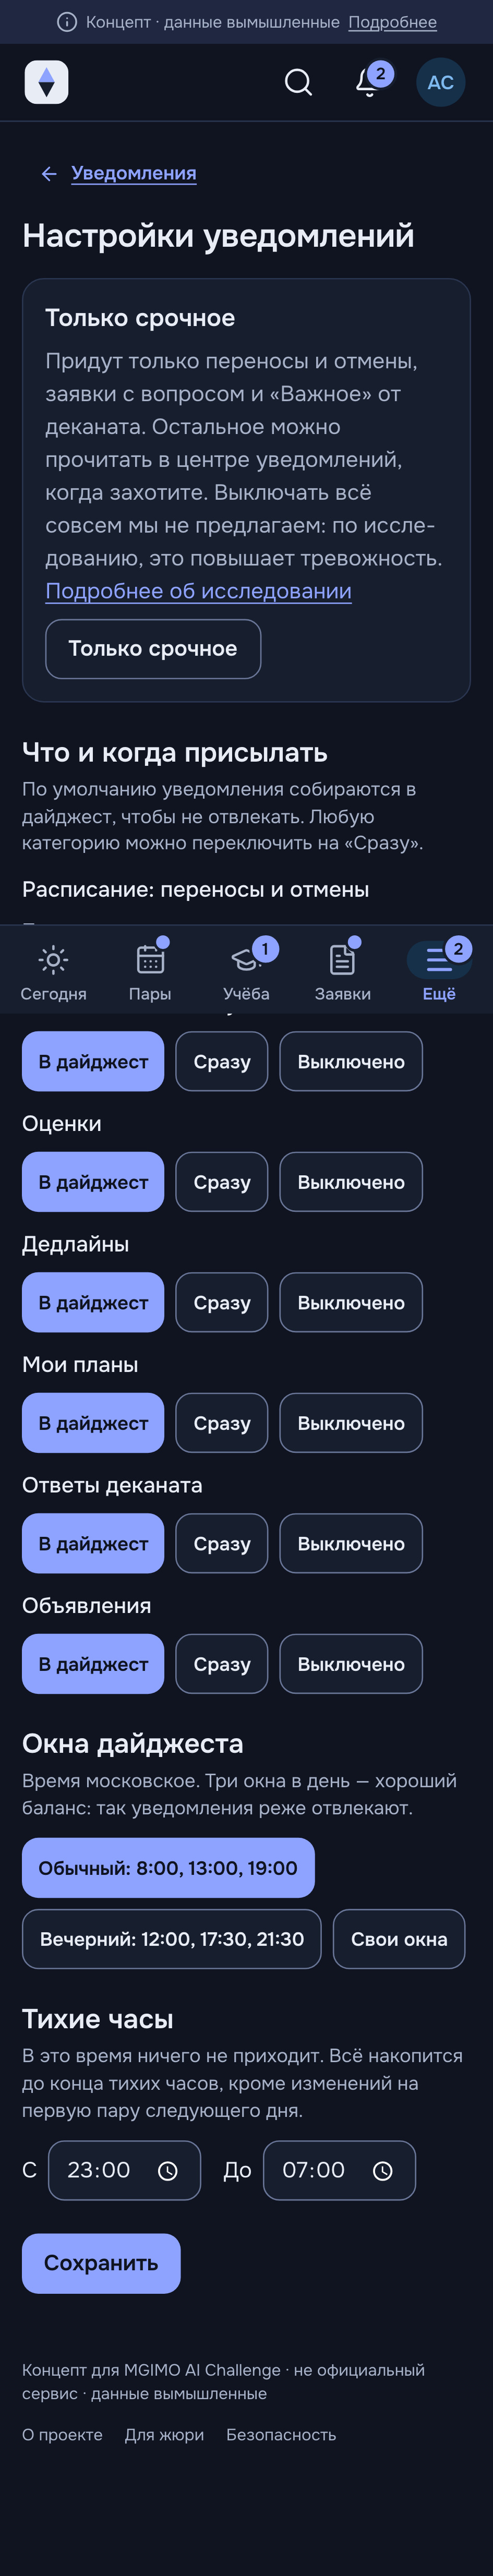 Концепт · данные вымышленные Подробнее
2
АС
Уведомления
Настройки уведомлений
Только срочное
Придут только переносы и отмены,
заявки с вопросом и «Важное» от
деканата. Остальное можно
прочитать в центре уведомлений,
когда захотите. Выключать всё
совсем мы не предлагаем: по иссле-
дованию, это повышает тревожность.
Подробнее об исследовании
Только срочное
Что и когда присылать
По умолчанию уведомления собираются в
дайджест, чтобы не отвлекать. Любую
категорию можно переключить на «Сразу».
Расписание: переносы и отмены
1
2
Сегодня Пары Учёба Заявки Ещё
В дайджест Сразу Выключено
Оценки
В дайджест Сразу Выключено
Дедлайны
В дайджест Сразу Выключено
Мои планы
В дайджест Сразу Выключено
Ответы деканата
В дайджест Сразу Выключено
Объявления
В дайджест Сразу Выключено
Окна дайджеста
Время московское. Три окна в день — хороший
баланс: так уведомления реже отвлекают.
Обычный: 8:00, 13:00, 19:00
Вечерний: 12:00, 17:30, 21:30 Свои окна
Тихие часы
В это время ничего не приходит. Всё накопится
до конца тихих часов, кроме изменений на
первую пару следующего дня.
С 23:00 До 07:00
Сохранить
Концепт для MGIMO AI Challenge · не официальный
сервис · данные вымышленные
О проекте Для жюри Безопасность